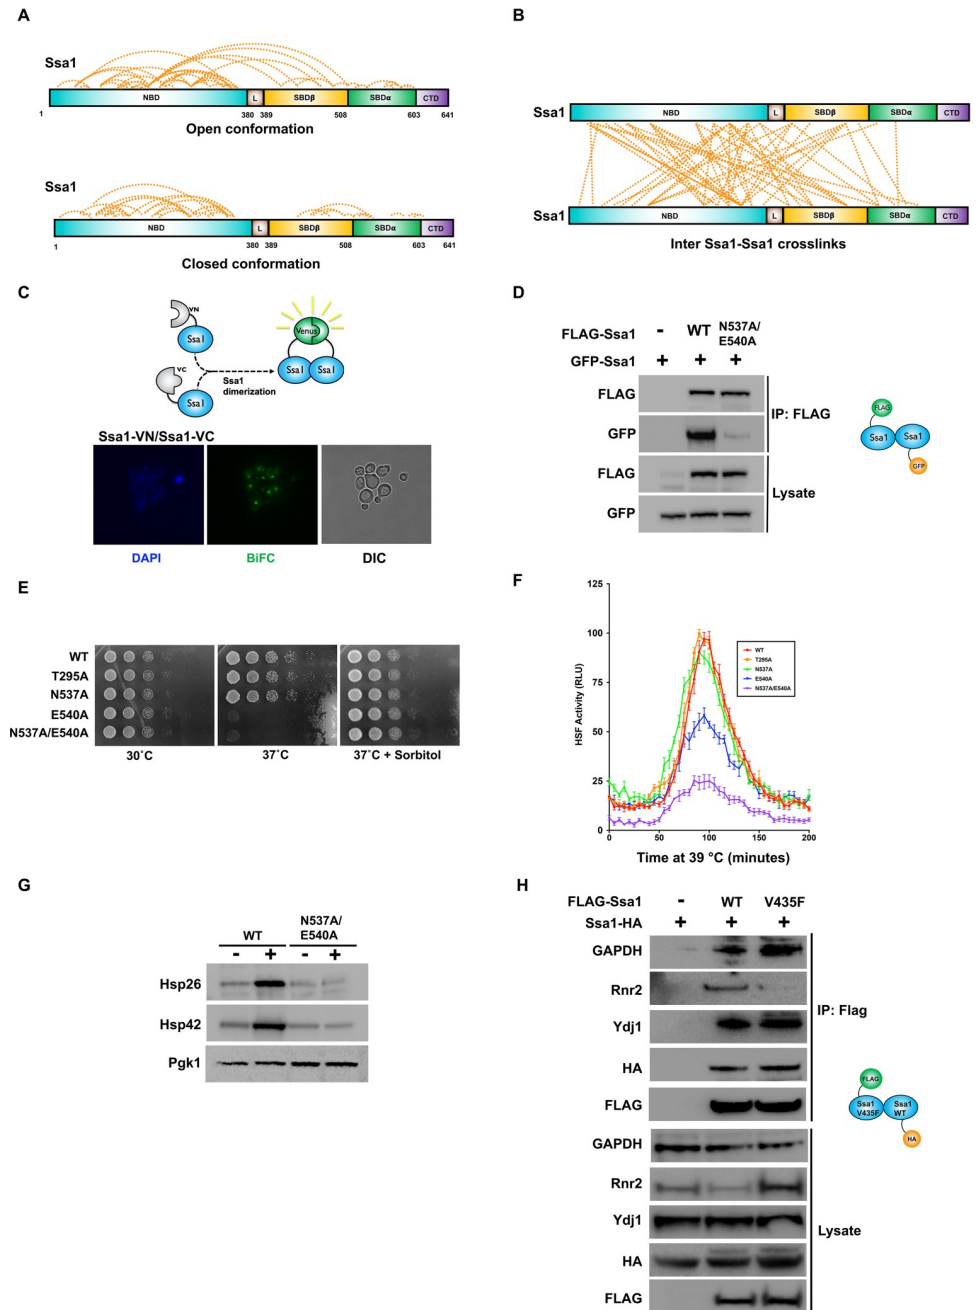 A
Ssa1
NBD
L
SBDβ
SBDα
CTD
1
380
389
508
603
641
Open conformation
Ssa1
NBD
L
SBDβ
SBDα
CTD
1
380
389
508
603
641
Closed conformation
B
Ssa1
NBD
L
SBDβ
SBDα
CTD
Ssa1
NBD
L
SBDβ
SBDα
CTD
Inter Ssa1-Ssa1 crosslinks
C
VN
Ssa1
VC
Ssa1
Ssa1
dimerization
Venus
Ssa1
Ssa1
Ssa1-VN/Ssa1-VC
DAPI
BiFC
DIC
D
FLAG-Ssa1
-
WT
N537A/
E540A
GFP-Ssa1
+
+
+
FLAG
GFP
IP: FLAG
FLAG
GFP
Lysate
FLAG
Ssa1
Ssa1
GFP
E
WT
T295A
N537A
E540A
N537A/E540A
30˚C
37˚C
37˚C + Sorbitol
F
HSF Activity (RLU)
125
100
75
50
25
0
0
50
100
150
200
WT
T295A
N537A
E540A
N537A/E540A
Time at 39 °C (minutes)
G
WT
N537A/
E540A
-
+
-
+
Hsp26
Hsp42
Pgk1
H
FLAG-Ssa1
-
WT
V435F
Ssa1-HA
+
+
+
GAPDH
Rnr2
Ydj1
HA
FLAG
IP: Flag
GAPDH
Rnr2
Ydj1
HA
FLAG
Lysate
FLAG
Ssa1
V435F
Ssa1
WT
HA